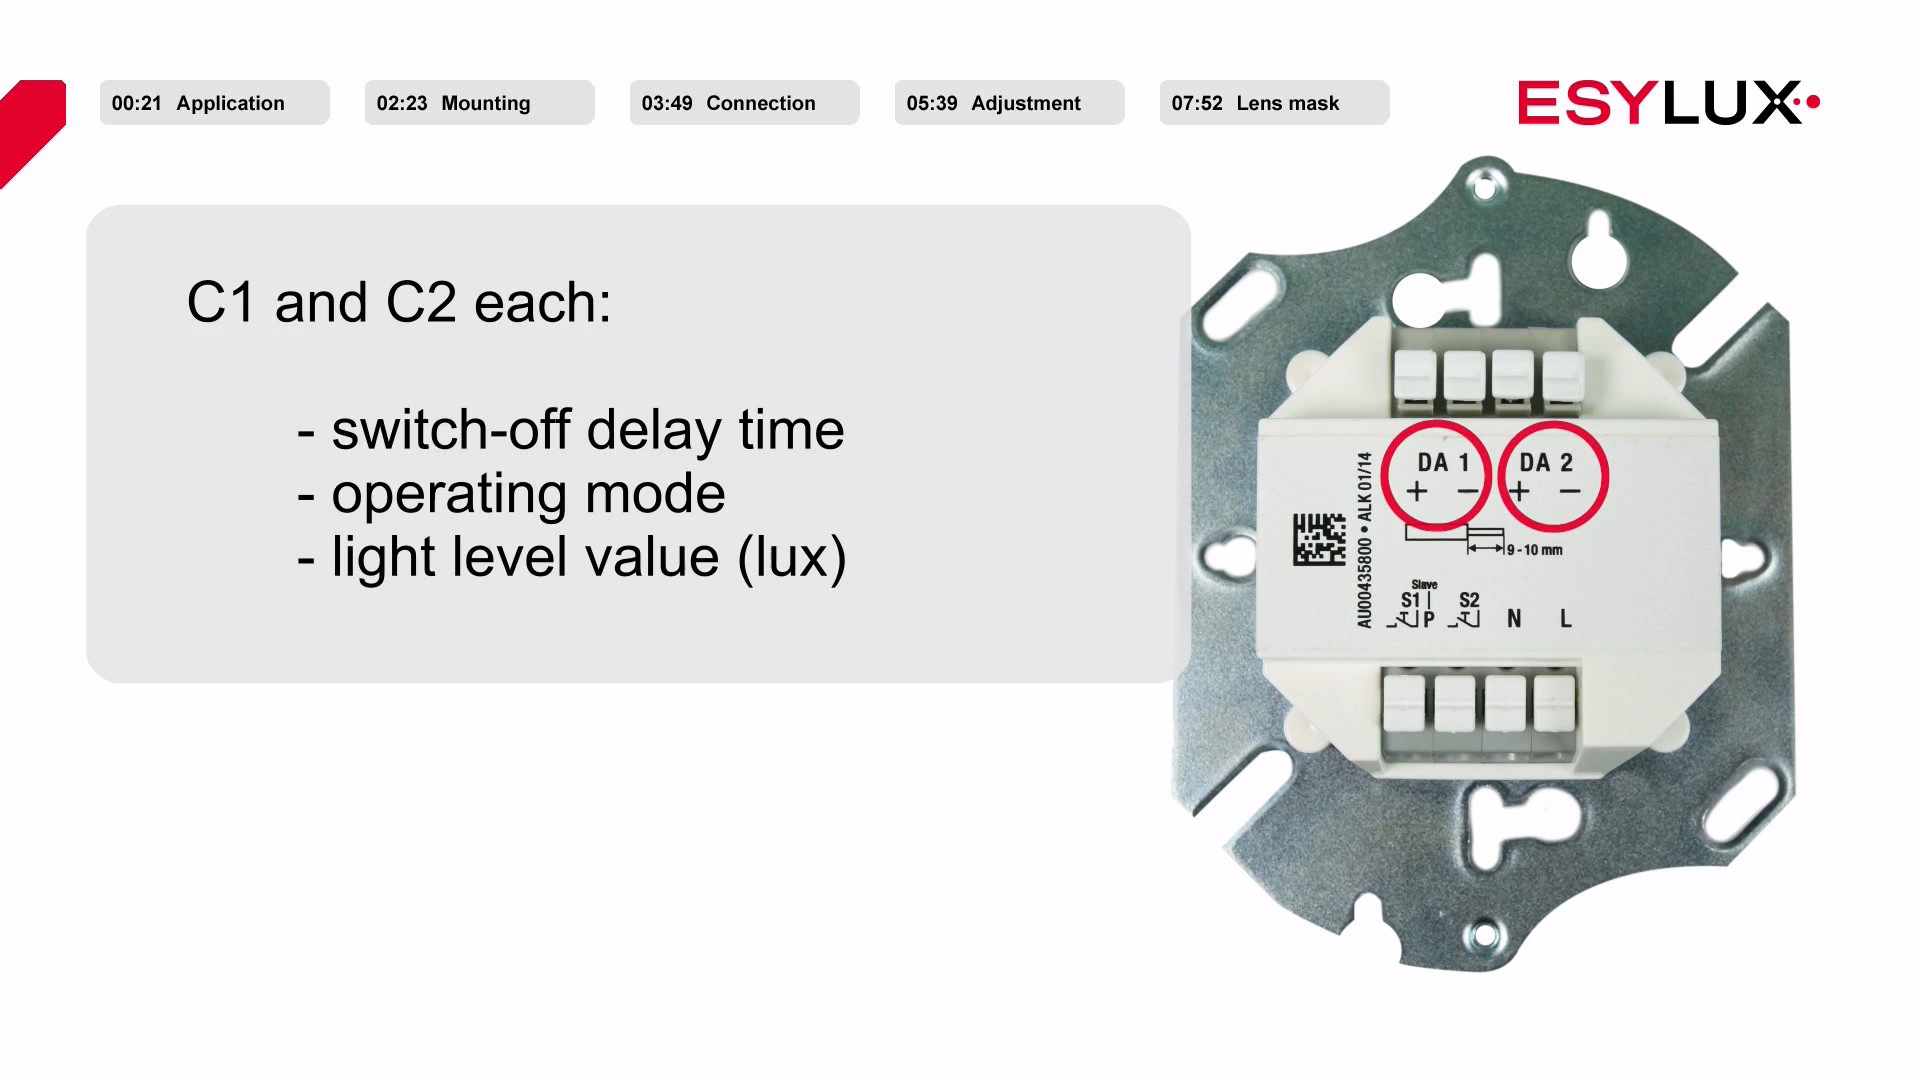 00:21 Application
02:23 Mounting
03:49 Connection
05:39 Adjustment
07:52 Lens mask
ESYLUX
C1 and C2 each:
- switch-off delay time
- operating mode
- light level value (lux)
DA 1
DA 2
+ −
+ −
9 - 10 mm
AU00435800 • ALK 01/14
Slave
S1
P
S2
N
L